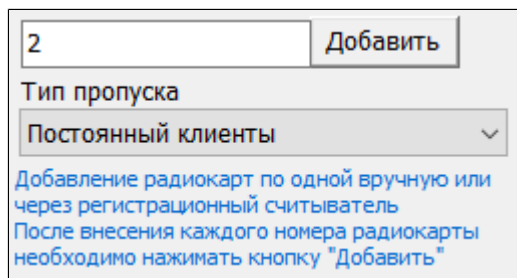 2 Добавить
Тип пропуска
Постоянный клиенты
Добавление радиокарт по одной вручную или
через регистрационный считыватель
После внесения каждого номера радиокарты
необходимо нажимать кнопку "Добавить"